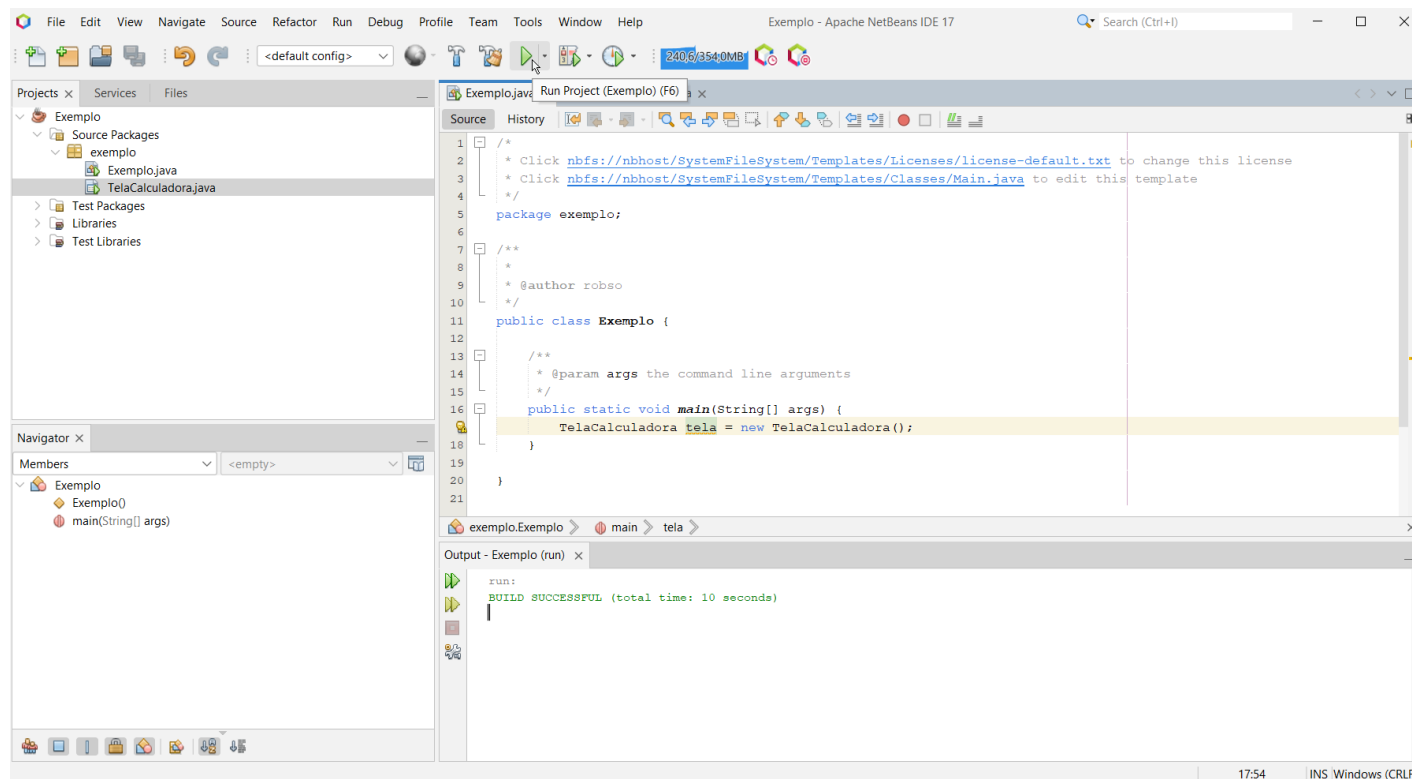 File Edit View Navigate Source Refactor Run Debug Profile Team Tools Window Help Exemplo - Apache NetBeans IDE 17 Search (Ctrl+I)
<default config> 240,6/354,0MB
Projects Services Files
Exemplo
Source Packages
exemplo
Exemplo.java
TelaCalculadora.java
Test Packages
Libraries
Test Libraries
Exemplo.java
Run Project (Exemplo) (F6)
Source History
1 /*
2 * Click nbfs://nbhost/SystemFileSystem/Templates/Licenses/license-default.txt to change this license
3 * Click nbfs://nbhost/SystemFileSystem/Templates/Classes/Main.java to edit this template
4 */
5 package exemplo;
6
7 /**
8 *
9 * @author robso
10 */
11 public class Exemplo {
12
13 /**
14 * @param args the command line arguments
15 */
16 public static void main(String[] args) {
TelaCalculadora tela = new TelaCalculadora();
18 }
19
20 }
21
exemplo.Exemplo main tela
Navigator
Members <empty>
Exemplo
Exemplo()
main(String[] args)
Output - Exemplo (run)
run:
BUILD SUCCESSFUL (total time: 10 seconds)
17:54 INS Windows (CRLF